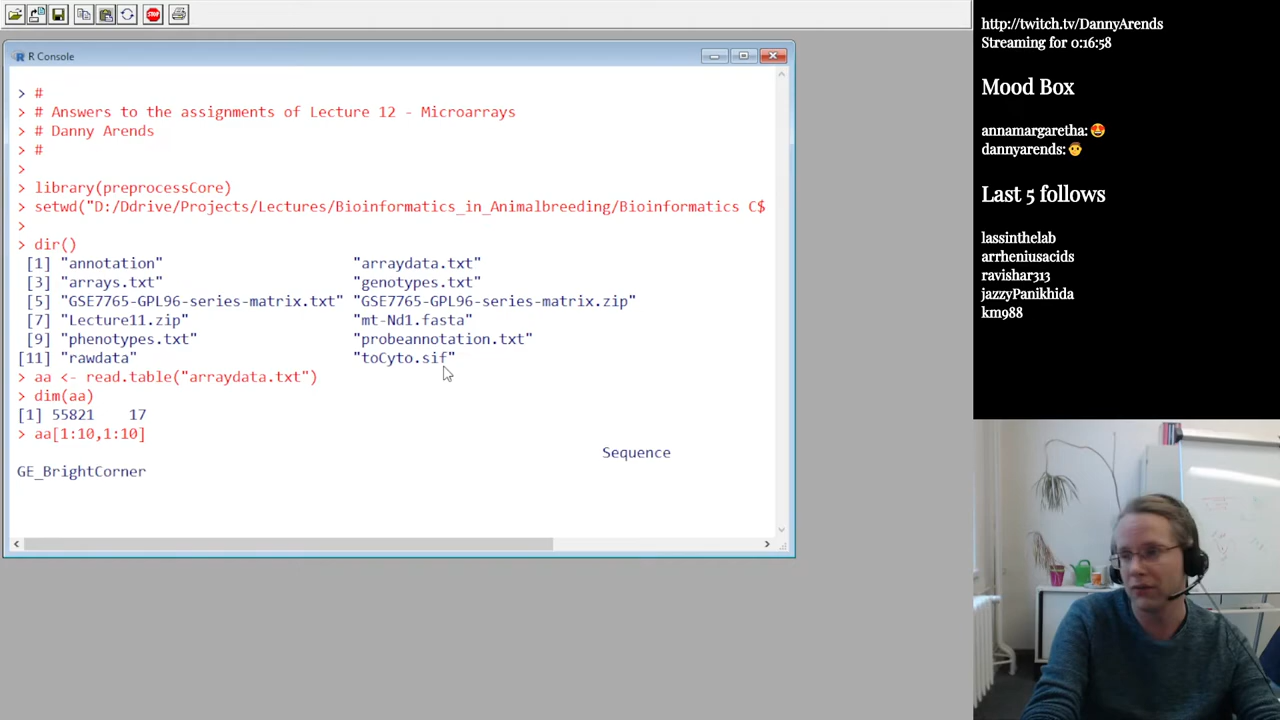 STOP
R Console
> #
> # Answers to the assignments of Lecture 12 - Microarrays
> # Danny Arends
> #
>
> library(preprocessCore)
> setwd("D:/Ddrive/Projects/Lectures/Bioinformatics_in_Animalbreeding/Bioinformatics C$
>
> dir()
[1] "annotation" "arraydata.txt"
[3] "arrays.txt" "genotypes.txt"
[5] "GSE7765-GPL96-series-matrix.txt" "GSE7765-GPL96-series-matrix.zip"
[7] "Lecture11.zip" "mt-Nd1.fasta"
[9] "phenotypes.txt" "probeannotation.txt"
[11] "rawdata" "toCyto.sif"
> aa <- read.table("arraydata.txt")
> dim(aa)
[1] 55821 17
> aa[1:10,1:10]
Sequence
GE_BrightCorner
http://twitch.tv/DannyArends
Streaming for 0:16:58
Mood Box
annamargaretha: 😍
dannyarends: 🤠
Last 5 follows
lassinthelab
arrheniusacids
ravishar313
jazzyPanikhida
km988